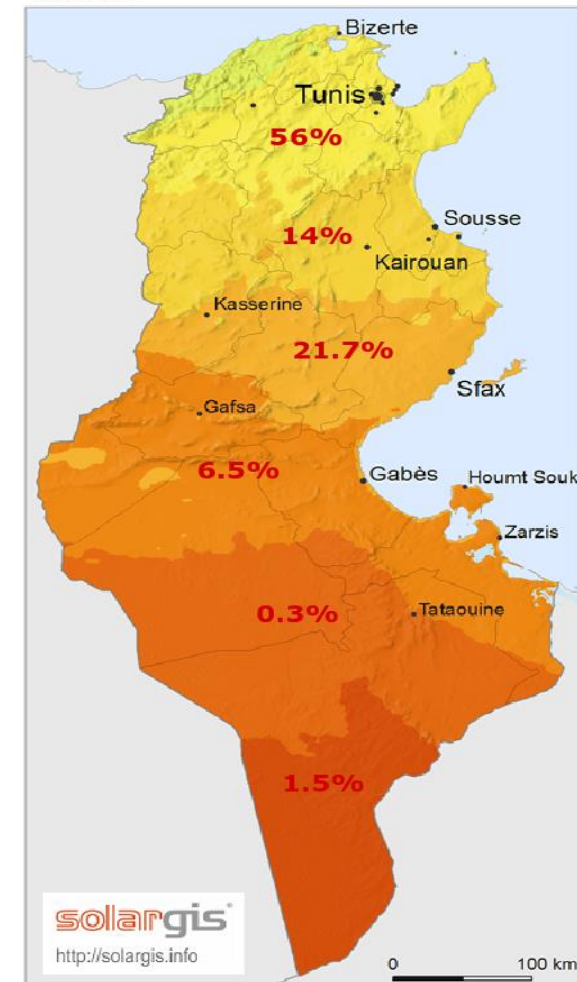 Bizerte
Tunis
56%
Sousse
14%
Kairouan
Kasserine
21.7%
Sfax
Gafsa
6.5%
Gabès
Houmt Souk
Zarzis
0.3%
Tataouine
1.5%
solargis
http://solargis.info
0 100 km